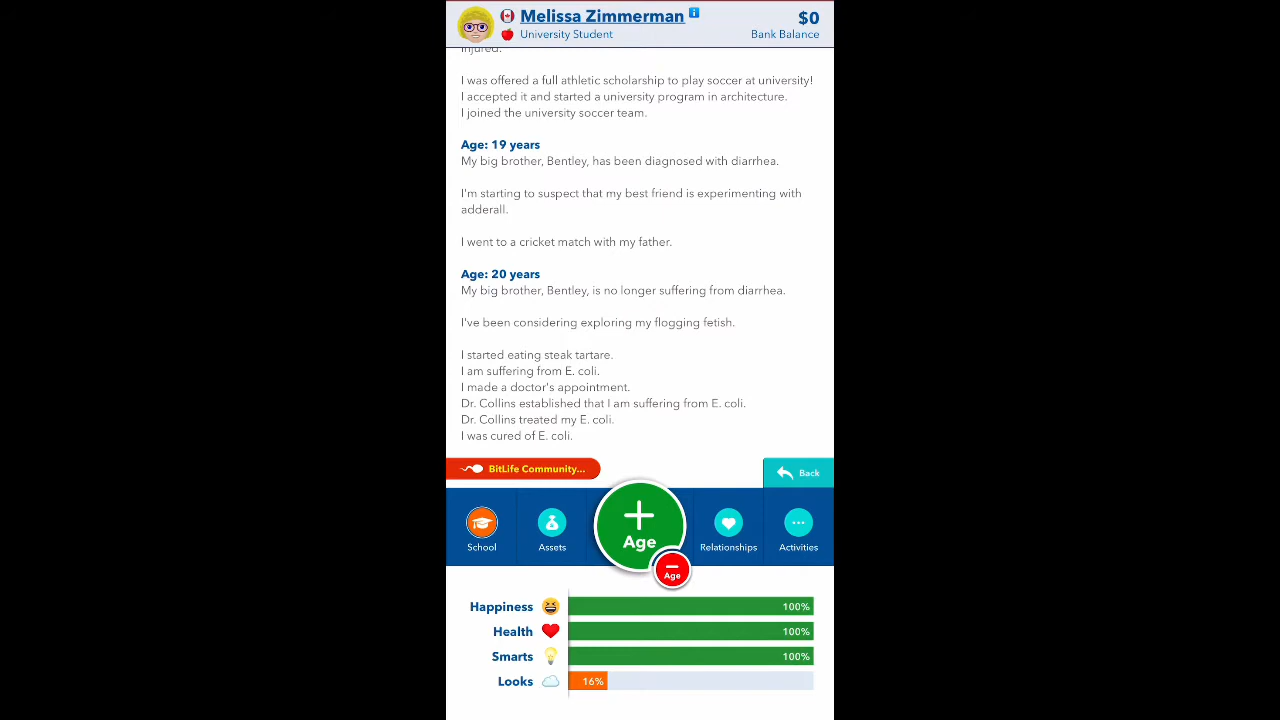 Melissa Zimmerman
$0
University Student
Bank Balance
injured.
I was offered a full athletic scholarship to play soccer at university!
I accepted it and started a university program in architecture.
I joined the university soccer team.
Age: 19 years
My big brother, Bentley, has been diagnosed with diarrhea.
I'm starting to suspect that my best friend is experimenting with
adderall.
I went to a cricket match with my father.
Age: 20 years
My big brother, Bentley, is no longer suffering from diarrhea.
I've been considering exploring my flogging fetish.
I started eating steak tartare.
I am suffering from E. coli.
I made a doctor's appointment.
Dr. Collins established that I am suffering from E. coli.
Dr. Collins treated my E. coli.
I was cured of E. coli.
BitLife Community...
Back
School
Assets
+ Age
− Age
Relationships
Activities
Happiness 100%
Health 100%
Smarts 100%
Looks 16%